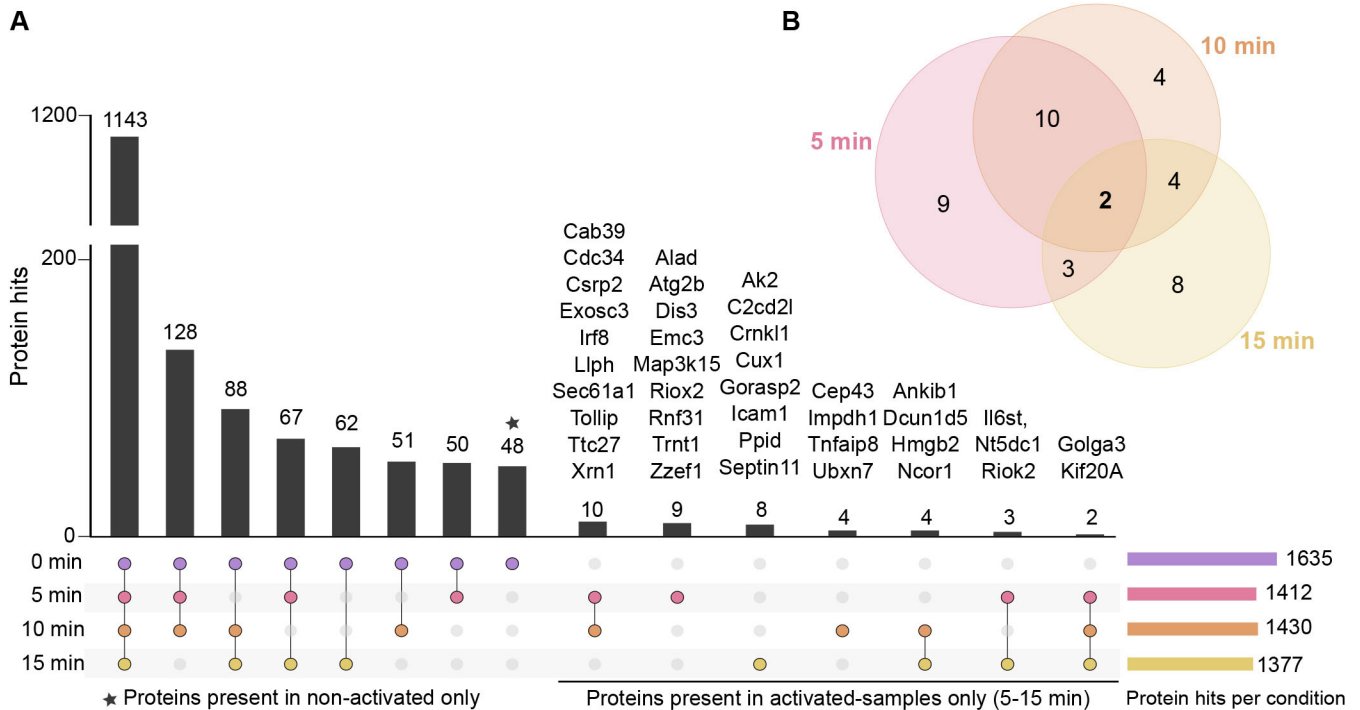 A
Protein hits
1200
200
0
1143
128
88
67
62
51
50
★
48
Cab39
Cdc34
Csrp2
Exosc3
Irf8
Llph
Sec61a1
Tollip
Ttc27
Xrn1
10
Alad
Atg2b
Dis3
Emc3
Map3k15
Riox2
Rnf31
Trnt1
Zzef1
9
Ak2
C2cd2l
Crnkl1
Cux1
Gorasp2
Icam1
Ppid
Septin11
8
Cep43
Impdh1
Tnfaip8
Ubxn7
4
Ankib1
Dcun1d5
Hmgb2
Ncor1
4
Il6st,
Nt5dc1
Riok2
3
Golga3
Kif20A
2
0 min
5 min
10 min
15 min
1635
1412
1430
1377
★ Proteins present in non-activated only
Proteins present in activated-samples only (5-15 min)
Protein hits per condition
B
10 min
5 min
15 min
4
10
9
2
4
3
8